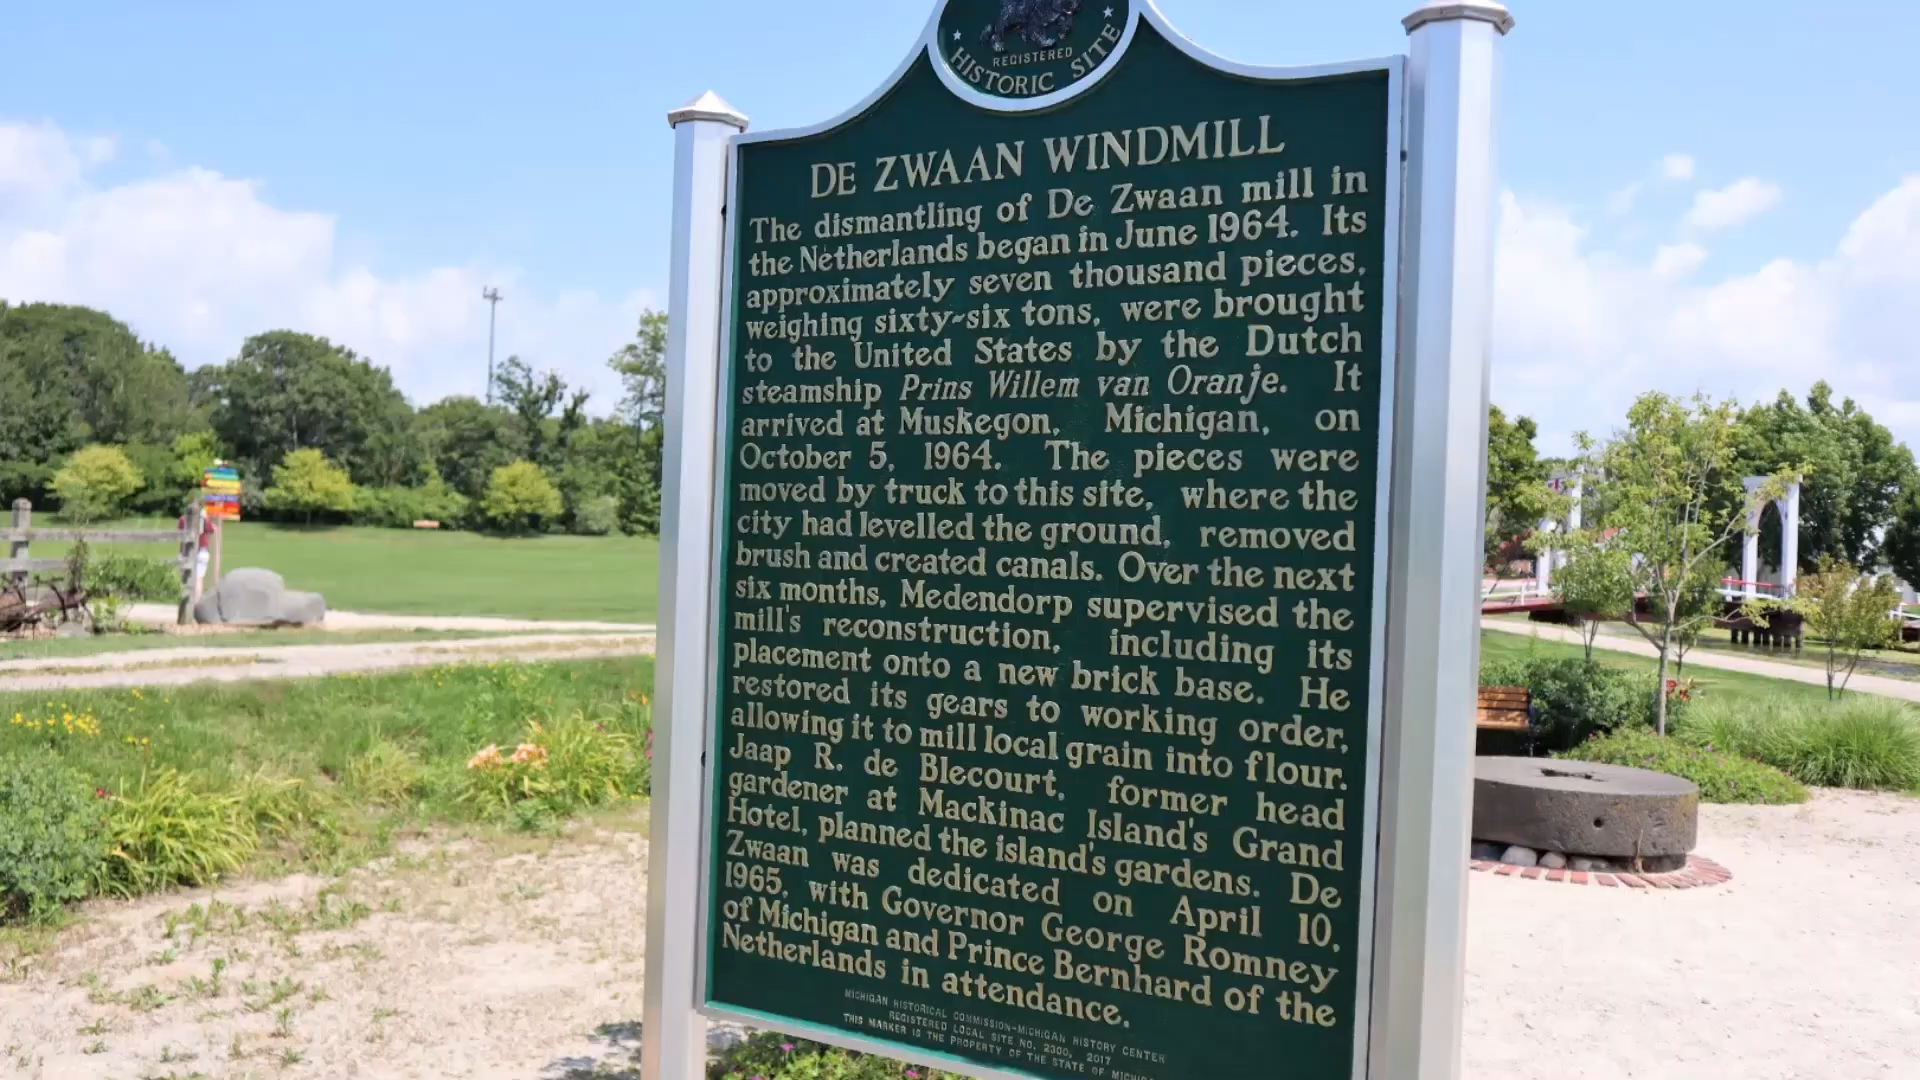 REGISTERED
HISTORIC SITE
DE ZWAAN WINDMILL
The dismantling of De Zwaan mill in
the Netherlands began in June 1964. Its
approximately seven thousand pieces,
weighing sixty-six tons, were brought
to the United States by the Dutch
steamship Prins Willem van Oranje. It
arrived at Muskegon, Michigan, on
October 5, 1964. The pieces were
moved by truck to this site, where the
city had levelled the ground, removed
brush and created canals. Over the next
six months, Medendorp supervised the
mill's reconstruction, including its
placement onto a new brick base. He
restored its gears to working order,
allowing it to mill local grain into flour.
Jaap R. de Blecourt, former head
gardener at Mackinac Island's Grand
Hotel, planned the island's gardens. De
Zwaan was dedicated on April 10,
1965, with Governor George Romney
of Michigan and Prince Bernhard of the
Netherlands in attendance.
MICHIGAN HISTORICAL COMMISSION-MICHIGAN HISTORY CENTER
REGISTERED LOCAL SITE NO. 2300, 2017
THIS MARKER IS THE PROPERTY OF THE STATE OF